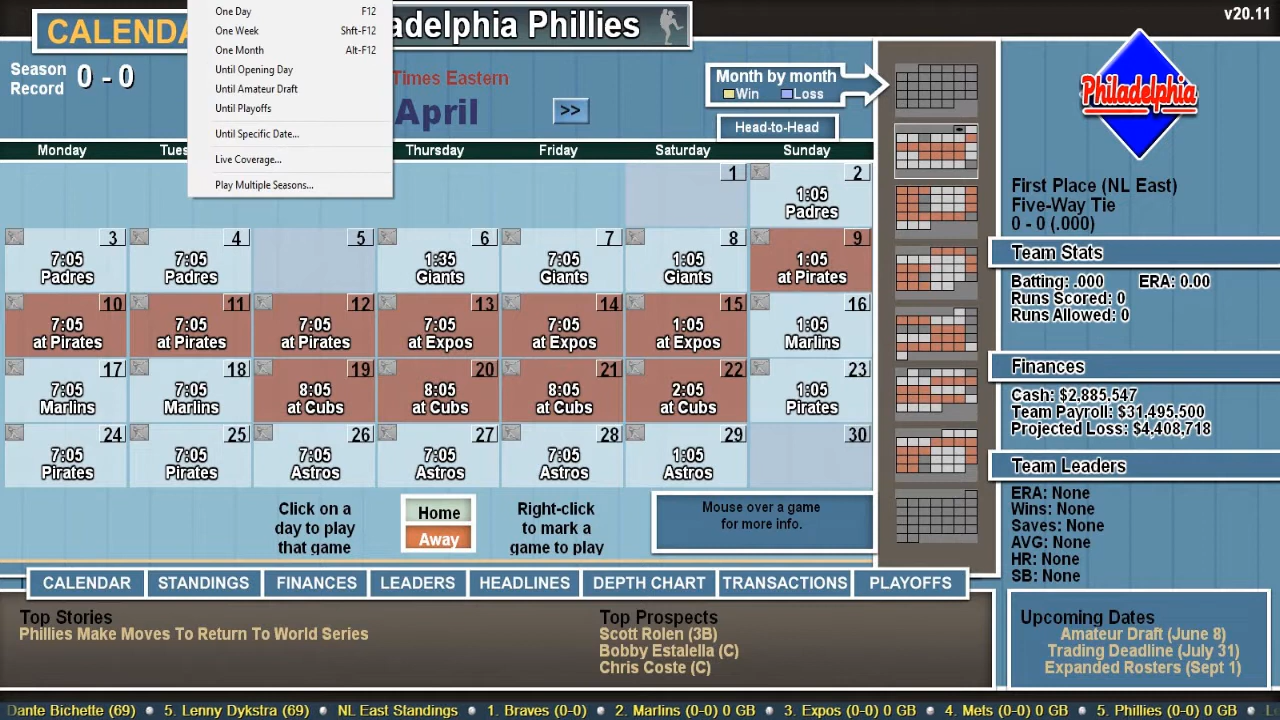 CALENDA
adelphia Phillies
v20.11
One Day F12
One Week Shft-F12
One Month Alt-F12
Until Opening Day
Until Amateur Draft
Until Playoffs
Until Specific Date...
Live Coverage...
Play Multiple Seasons...
Season
Record
0 - 0
Times Eastern
April
>>
Month by month
Win Loss
Head-to-Head
Monday Tues Thursday Friday Saturday Sunday
1 2
1:05
Padres
3 4 5 6 7 8 9
7:05 7:05 1:35 7:05 1:05 1:05
Padres Padres Giants Giants Giants at Pirates
10 11 12 13 14 15 16
7:05 7:05 7:05 7:05 7:05 1:05 1:05
at Pirates at Pirates at Pirates at Expos at Expos at Expos Marlins
17 18 19 20 21 22 23
7:05 7:05 8:05 8:05 8:05 2:05 1:05
Marlins Marlins at Cubs at Cubs at Cubs at Cubs Pirates
24 25 26 27 28 29 30
7:05 7:05 7:05 7:05 7:05 1:05
Pirates Pirates Astros Astros Astros Astros
Click on a
day to play
that game
Home
Away
Right-click
to mark a
game to play
Mouse over a game
for more info.
Philadelphia
First Place (NL East)
Five-Way Tie
0 - 0 (.000)
Team Stats
Batting: .000 ERA: 0.00
Runs Scored: 0
Runs Allowed: 0
Finances
Cash: $2,885,547
Team Payroll: $31,495,500
Projected Loss: $4,408,718
Team Leaders
ERA: None
Wins: None
Saves: None
AVG: None
HR: None
SB: None
CALENDAR STANDINGS FINANCES LEADERS HEADLINES DEPTH CHART TRANSACTIONS PLAYOFFS
Top Stories
Phillies Make Moves To Return To World Series
Top Prospects
Scott Rolen (3B)
Bobby Estalella (C)
Chris Coste (C)
Upcoming Dates
Amateur Draft (June 8)
Trading Deadline (July 31)
Expanded Rosters (Sept 1)
Dante Bichette (69) • 5. Lenny Dykstra (69) • NL East Standings • 1. Braves (0-0) • 2. Marlins (0-0) 0 GB • 3. Expos (0-0) 0 GB • 4. Mets (0-0) 0 GB • 5. Phillies (0-0) 0 GB •